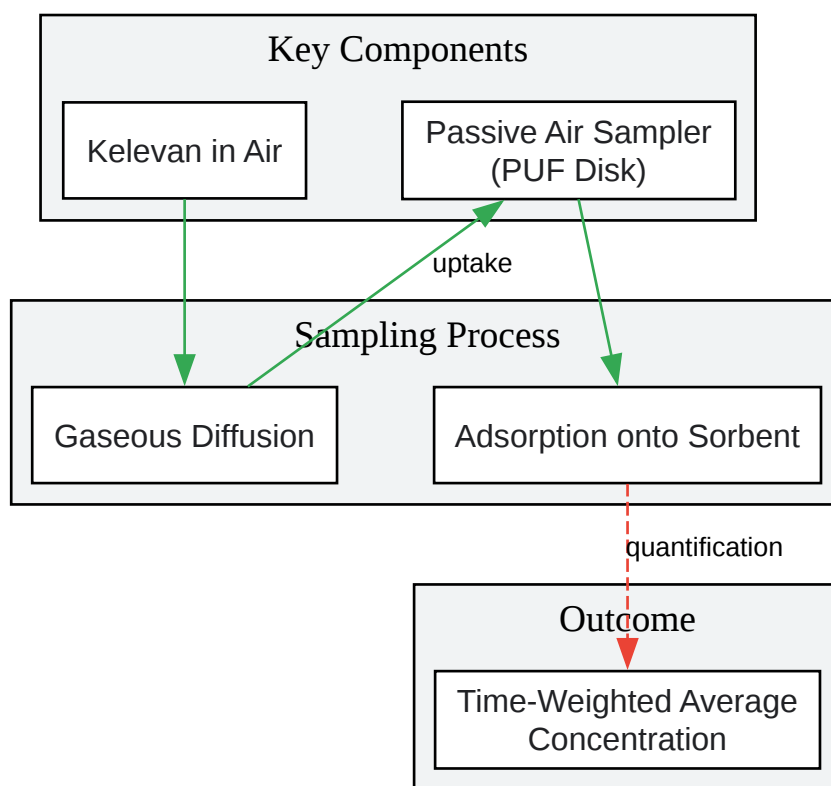 Key Components
Kelevan in Air
Passive Air Sampler
(PUF Disk)
uptake
Sampling Process
Gaseous Diffusion
Adsorption onto Sorbent
quantification
Outcome
Time-Weighted Average
Concentration